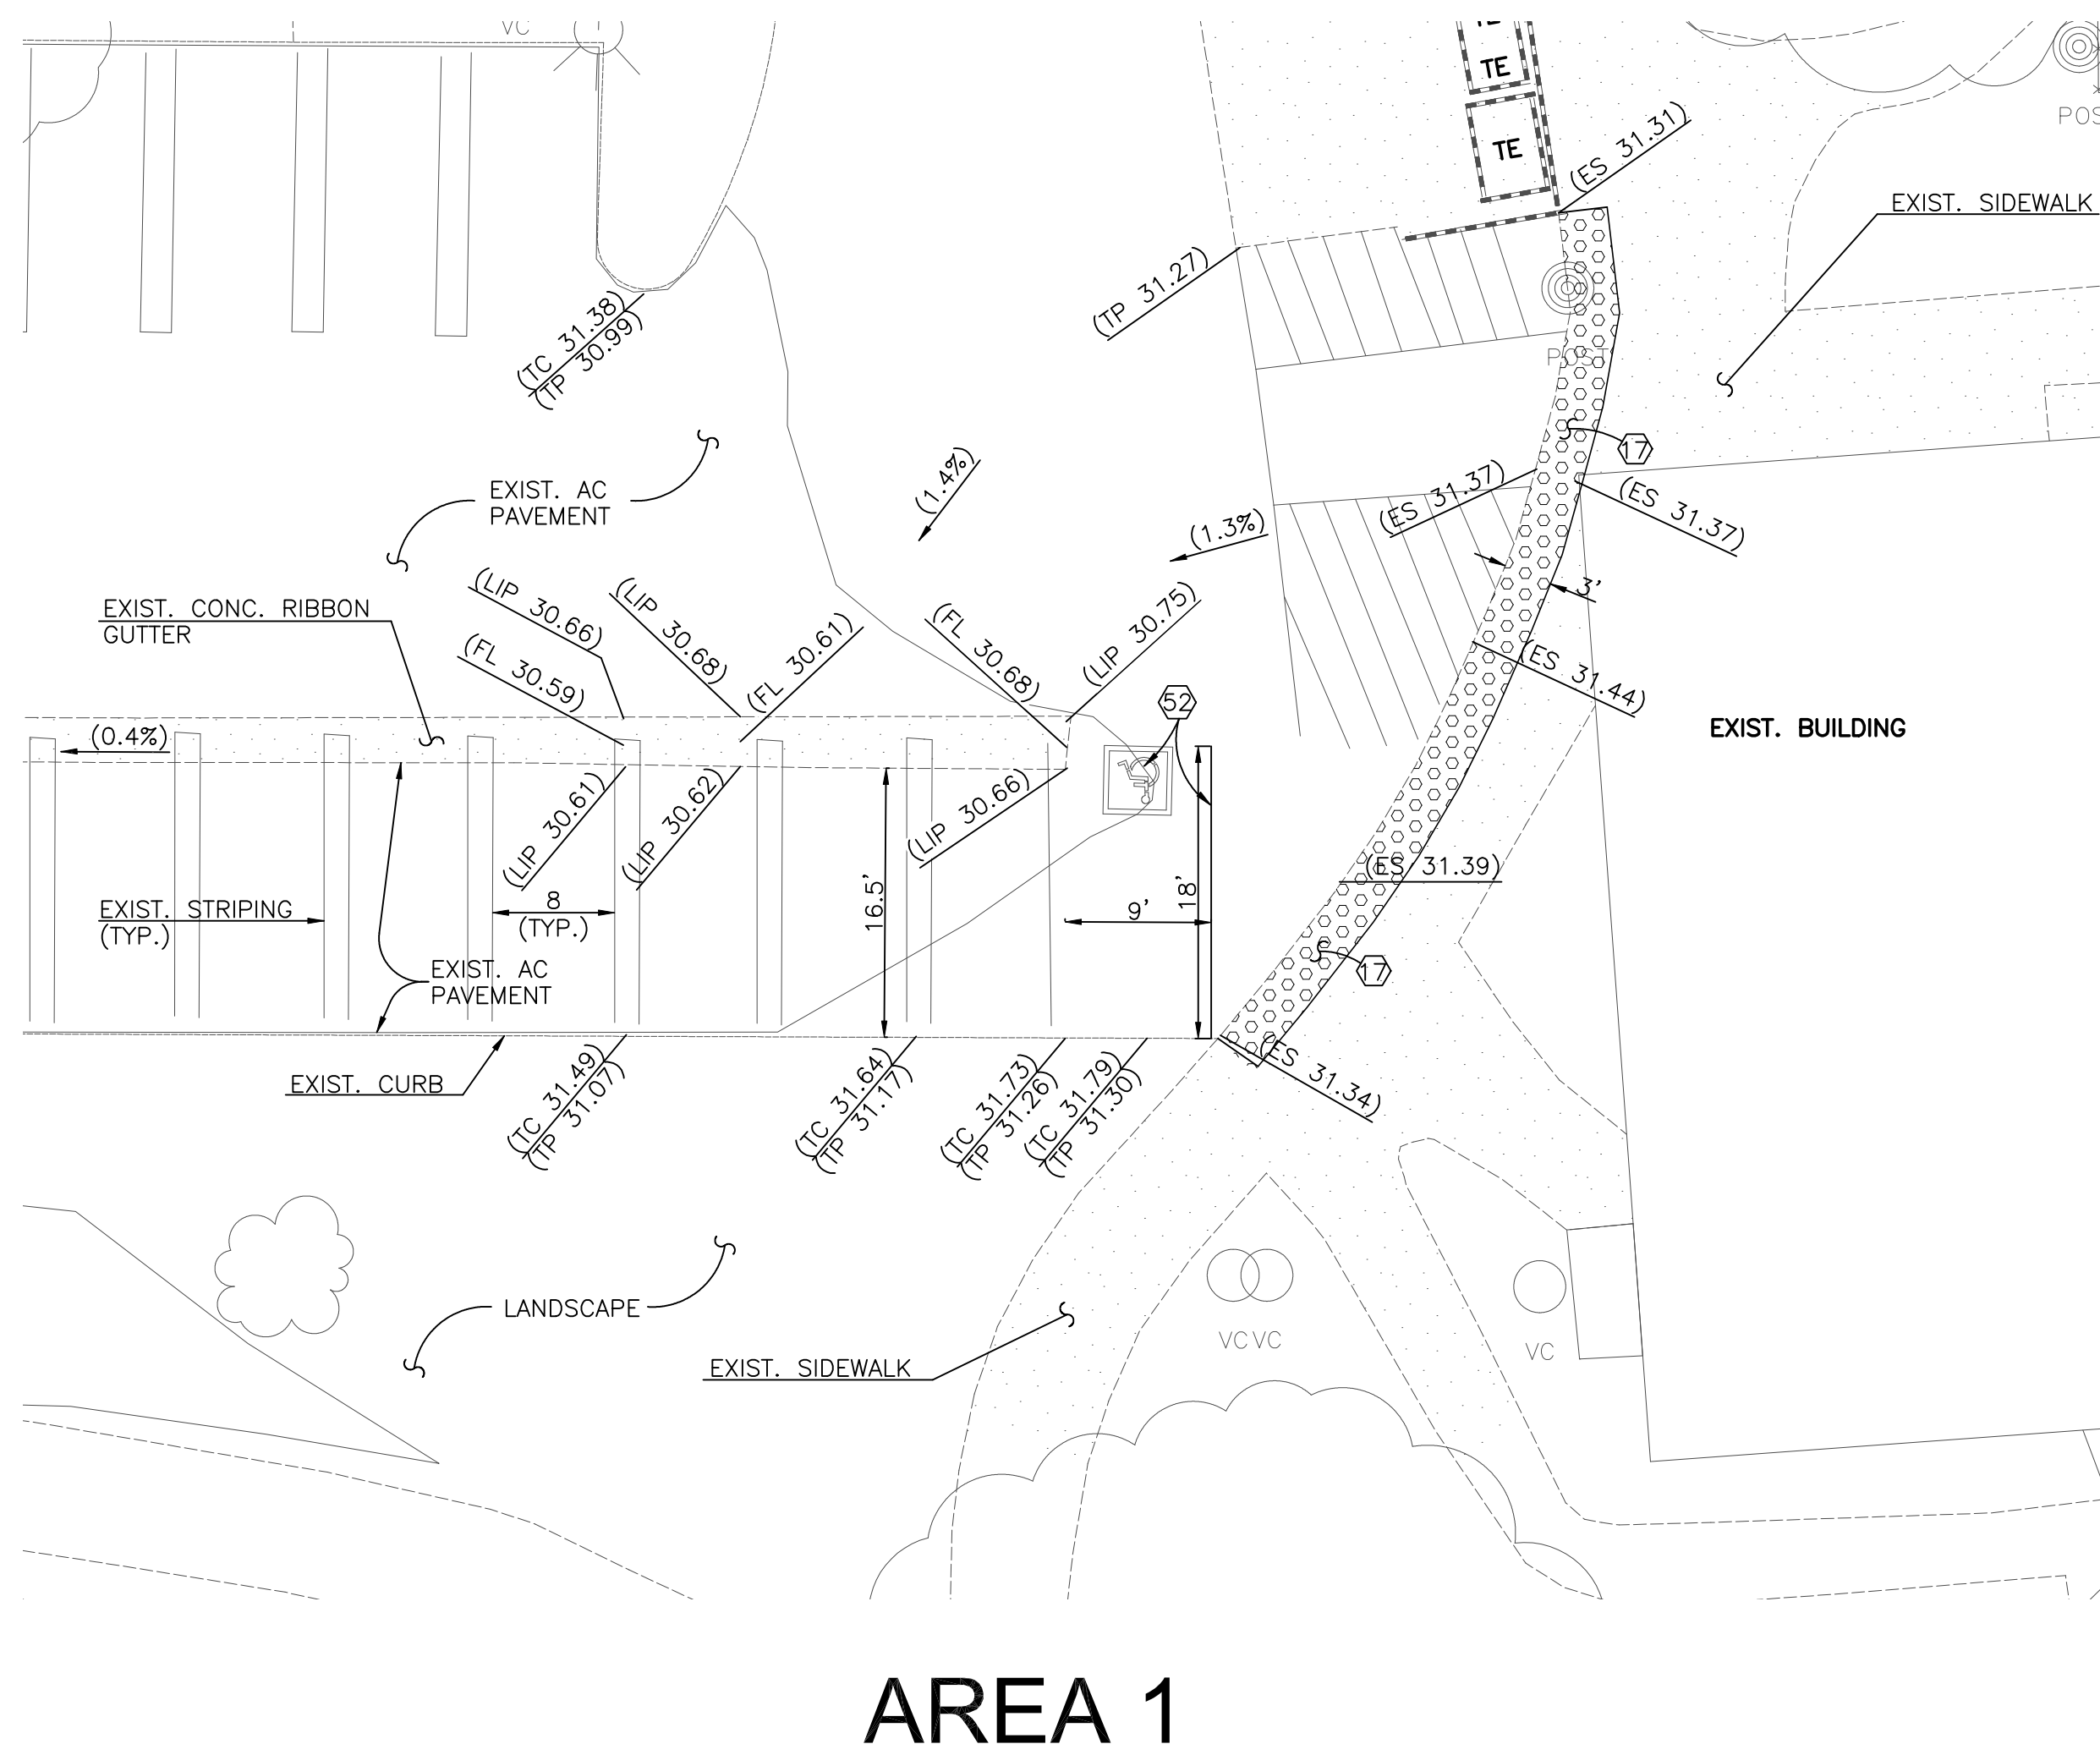 VC
TE
TE
POS
(ES 31.31)
EXIST. SIDEWALK
(TP 31.27)
(TC 31.38)
(TP 30.99)
POST
17
(1.4%)
(ES 31.37)
(ES 31.37)
EXIST. AC
PAVEMENT
(1.3%)
(LIP 30.66)
(LIP 30.68)
(FL 30.61)
(FL 30.68)
(LIP 30.75)
3'
EXIST. CONC. RIBBON
GUTTER
(FL 30.59)
(ES 31.44)
52
EXIST. BUILDING
(0.4%)
(LIP 30.61)
(LIP 30.62)
(LIP 30.66)
(ES 31.39)
16.5'
18'
9'
8
(TYP.)
EXIST. STRIPING
(TYP.)
EXIST. AC
PAVEMENT
17
EXIST. CURB
(TC 31.49)
(TP 31.07)
(TC 31.64)
(TP 31.17)
(TC 31.73)
(TP 31.26)
(TC 31.79)
(TP 31.30)
(ES 31.34)
LANDSCAPE
EXIST. SIDEWALK
VC VC
VC
AREA 1